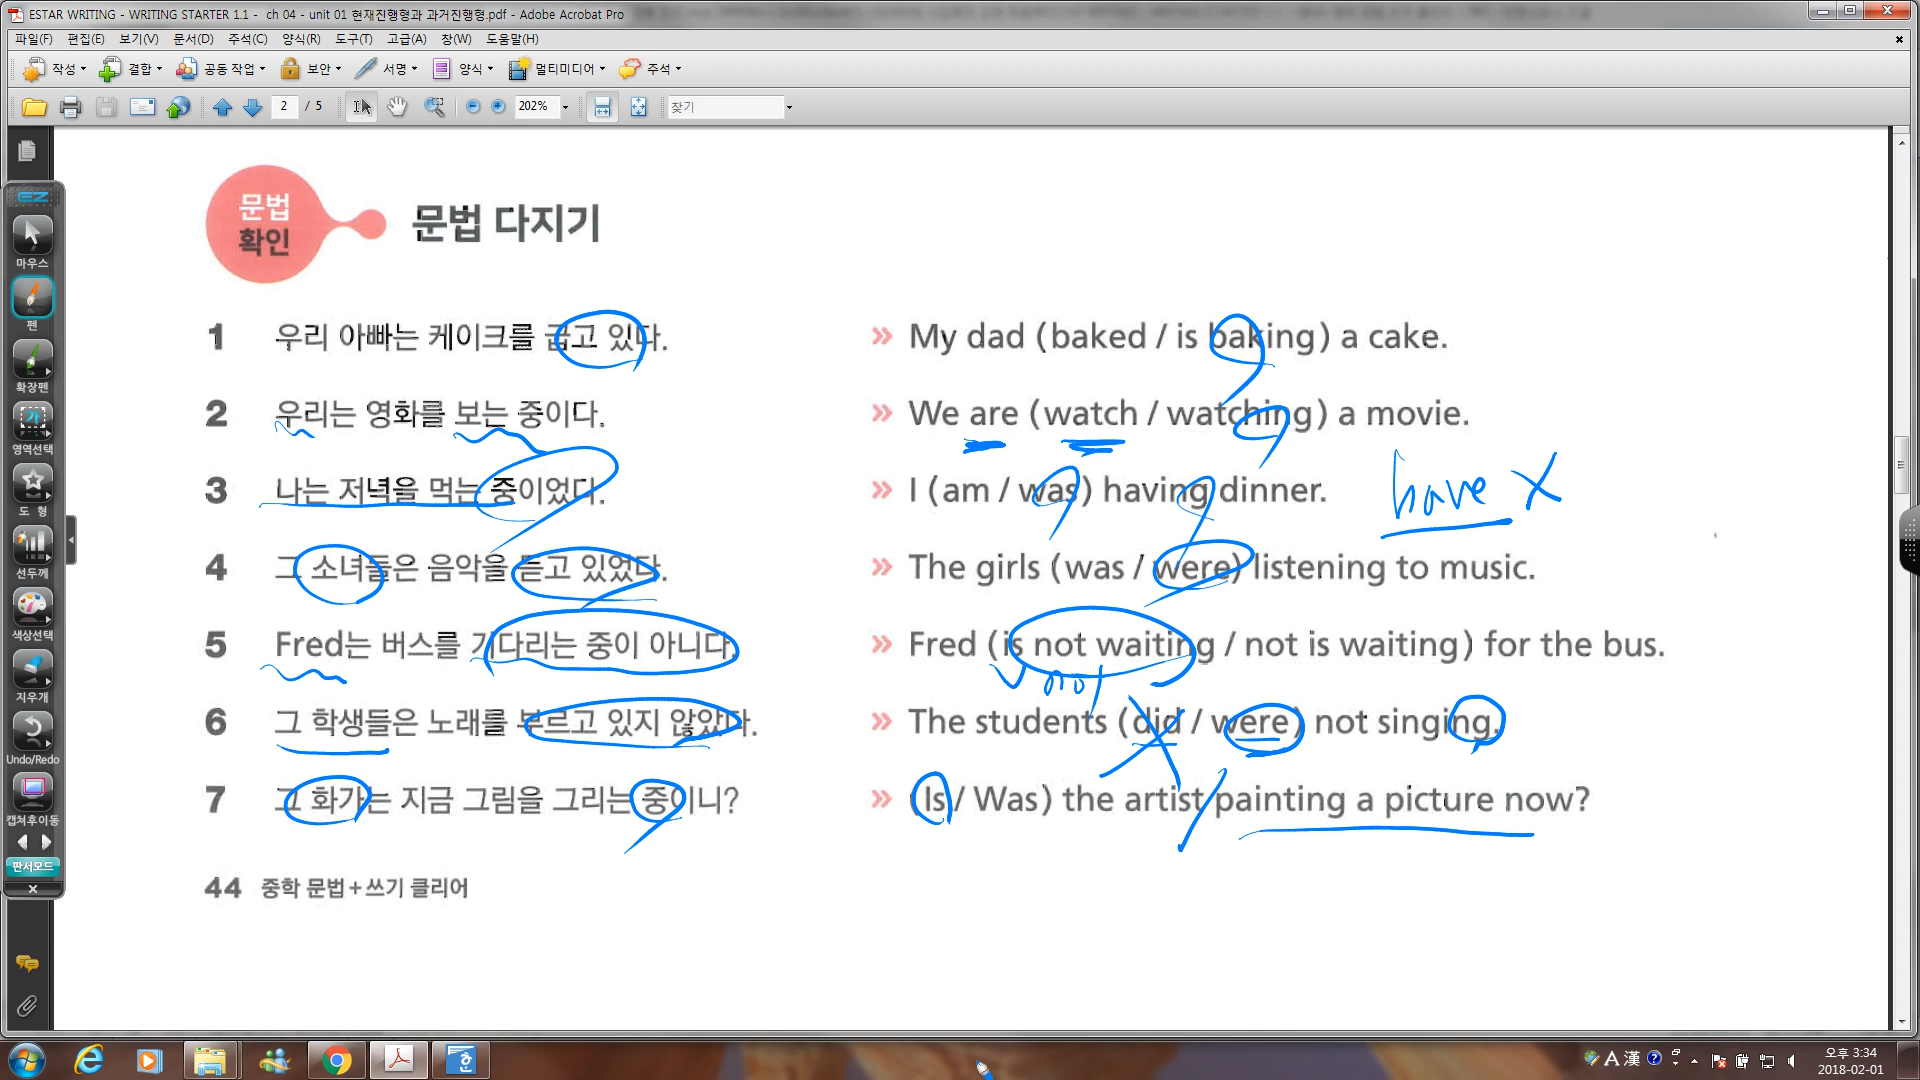 ESTAR WRITING - WRITING STARTER 1.1 - ch 04 - unit 01 현재진행형과 과거진행형.pdf - Adobe Acrobat Pro
파일(F) 편집(E) 보기(V) 문서(D) 주석(C) 양식(R) 도구(T) 고급(A) 창(W) 도움말(H)
작성 결합 공동 작업 보안 서명 양식 멀티미디어 주석
2 / 5 202% 찾기
EZ
마우스
펜
확장펜
영역선택
도 형
선두께
색상선택
지우개
Undo/Redo
캡쳐후이동
판서모드
문법
확인
문법 다지기
1 우리 아빠는 케이크를 굽고 있다. » My dad (baked / is baking) a cake.
2 우리는 영화를 보는 중이다. » We are (watch / watching) a movie.
3 나는 저녁을 먹는 중이었다. » I (am / was) having dinner.
have X
4 그 소녀들은 음악을 듣고 있었다. » The girls (was / were) listening to music.
5 Fred는 버스를 기다리는 중이 아니다. » Fred (is not waiting / not is waiting) for the bus.
not
6 그 학생들은 노래를 부르고 있지 않았다. » The students (did / were) not singing.
7 그 화가는 지금 그림을 그리는 중이니? » (Is / Was) the artist painting a picture now?
44 중학 문법+쓰기 클리어
A 漢
오후 3:34
2018-02-01